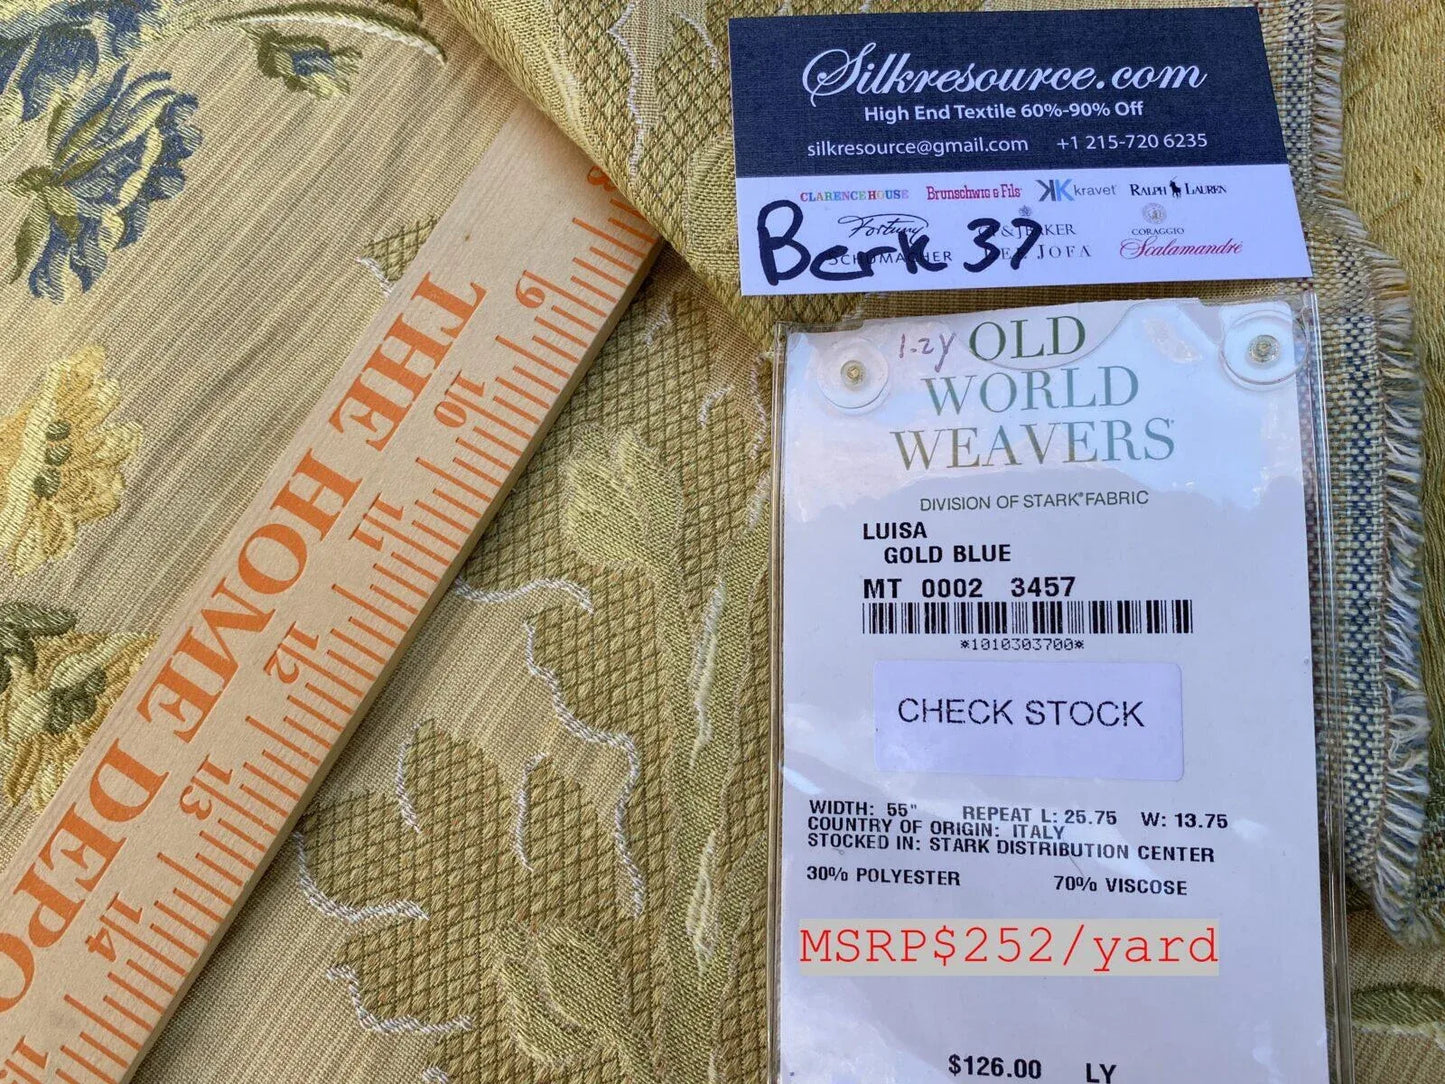 Silkresource.com
High End Textile 60%-90% Off
silkresource@gmail.com +1 215-720 6235
CLARENCE HOUSE BRUNSCHWIG & FILS kravet RALPH LAUREN
Fortuny CORAGGIO
SCHUMACHER JOFA Scalamandré
Berk 37
1.2y OLD
WORLD
WEAVERS
DIVISION OF STARK® FABRIC
LUISA
GOLD BLUE
MT 0002 3457
*1010303700*
CHECK STOCK
WIDTH: 55" REPEAT L: 25.75 W: 13.75
COUNTRY OF ORIGIN: ITALY
STOCKED IN: STARK DISTRIBUTION CENTER
30% POLYESTER 70% VISCOSE
MSRP$252/yard
$126.00 LY
THE HOME DEPO
8 9 10 11 12 13 14